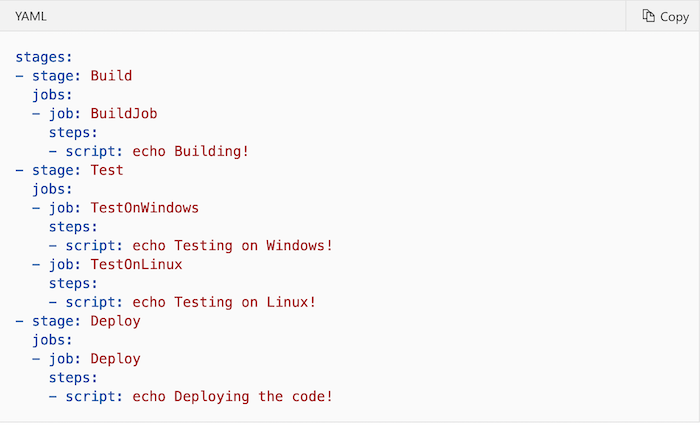 YAML
Copy
stages:
- stage: Build
  jobs:
  - job: BuildJob
    steps:
    - script: echo Building!
- stage: Test
  jobs:
  - job: TestOnWindows
    steps:
    - script: echo Testing on Windows!
  - job: TestOnLinux
    steps:
    - script: echo Testing on Linux!
- stage: Deploy
  jobs:
  - job: Deploy
    steps:
    - script: echo Deploying the code!